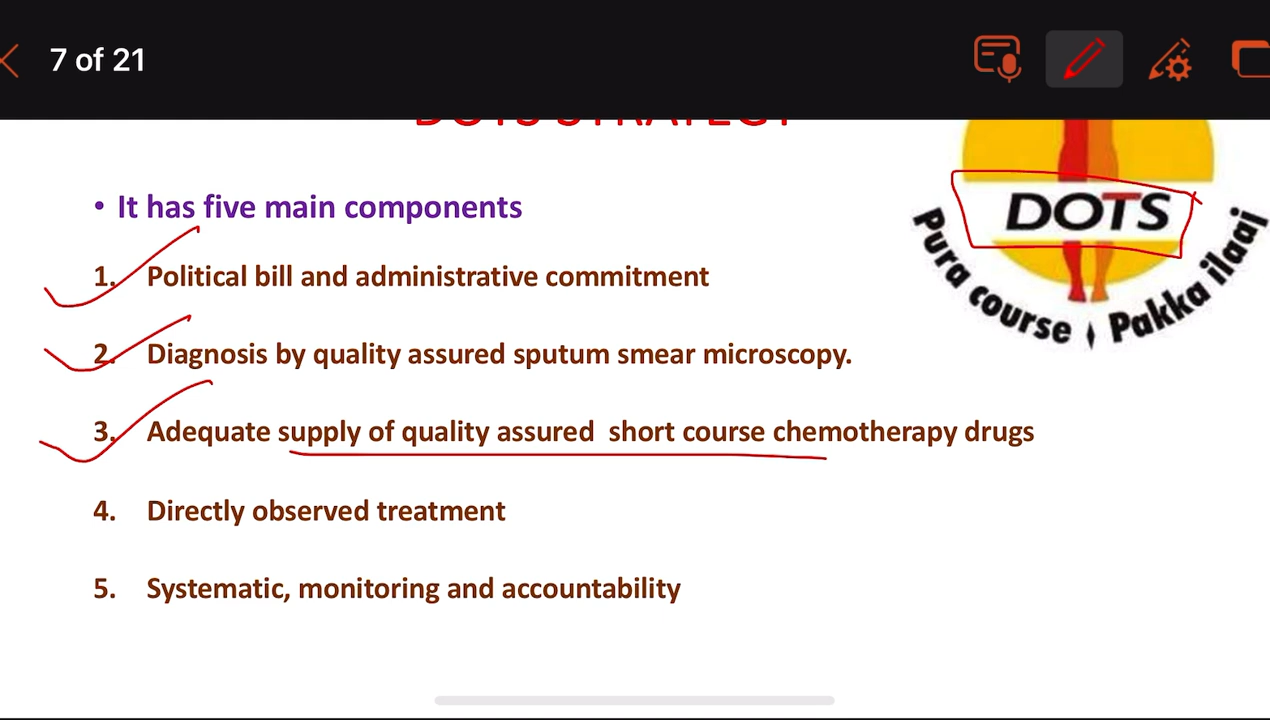 7 of 21
DOTS STRATEGY
• It has five main components
1. Political bill and administrative commitment
2. Diagnosis by quality assured sputum smear microscopy.
3. Adequate supply of quality assured short course chemotherapy drugs
4. Directly observed treatment
5. Systematic, monitoring and accountability
DOTS
Pura course Pakka ilaaj